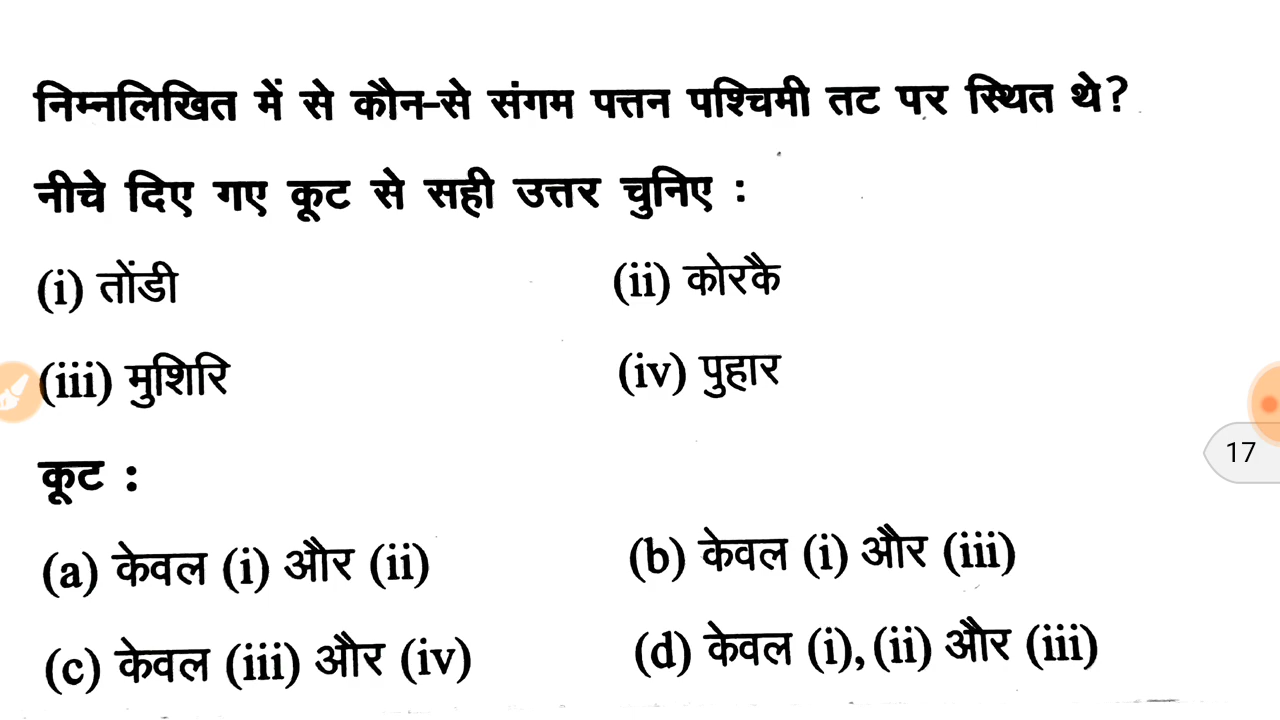 निम्नलिखित में से कौन-से संगम पत्तन पश्चिमी तट पर स्थित थे?
नीचे दिए गए कूट से सही उत्तर चुनिए :
(i) तोंडी (ii) कोरकै
(iii) मुशिरि (iv) पुहार
17
कूट :
(a) केवल (i) और (ii) (b) केवल (i) और (iii)
(c) केवल (iii) और (iv) (d) केवल (i), (ii) और (iii)